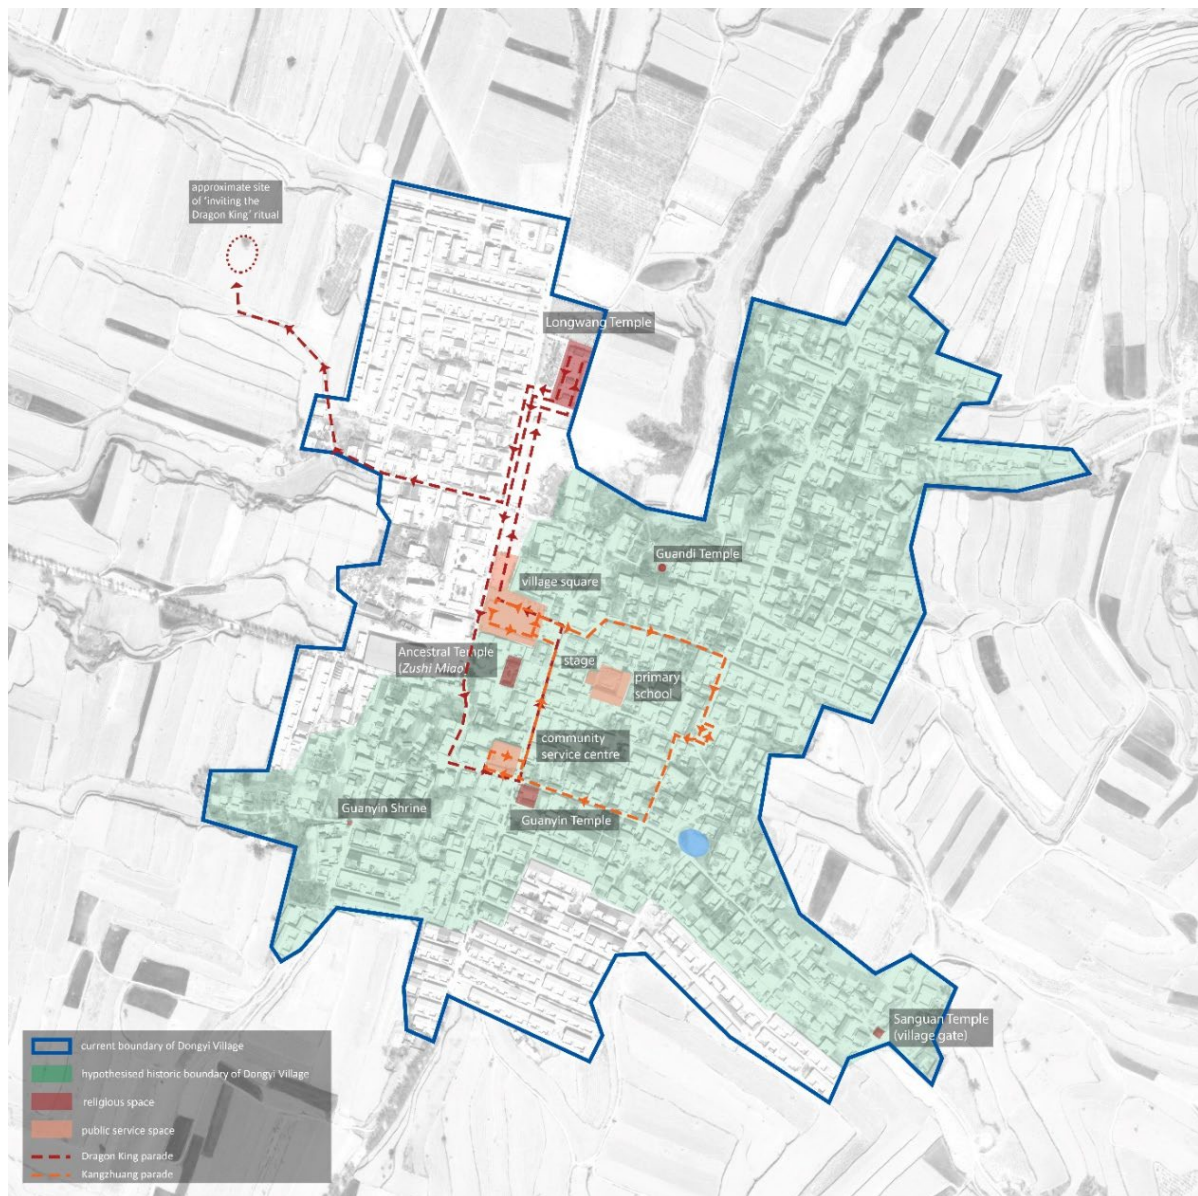 approximate site
of 'inviting the
Dragon King' ritual
Longwang Temple
Guandi Temple
village square
Ancestral Temple
(Zushi Miao)
stage
primary
school
community
service centre
Guanyin Shrine
Guanyin Temple
Sanguan Temple
(village gate)
current boundary of Dongyi Village
hypothesised historic boundary of Dongyi Village
religious space
public service space
Dragon King parade
Kangzhuang parade